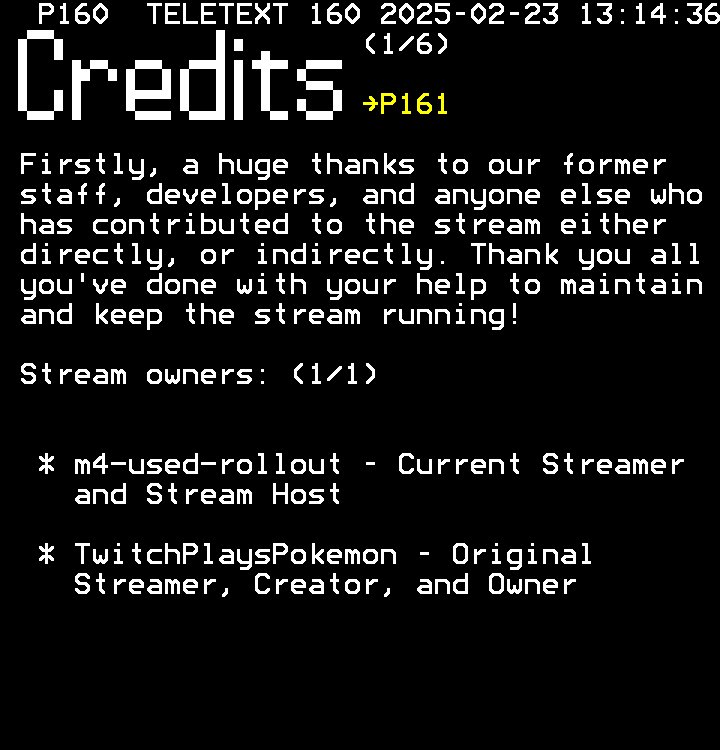 P160 TELETEXT 160 2025-02-23 13:14:36
Credits (1/6)
→P161
Firstly, a huge thanks to our former
staff, developers, and anyone else who
has contributed to the stream either
directly, or indirectly. Thank you all
you've done with your help to maintain
and keep the stream running!
Stream owners: (1/1)
* m4-used-rollout - Current Streamer
and Stream Host
* TwitchPlaysPokemon - Original
Streamer, Creator, and Owner